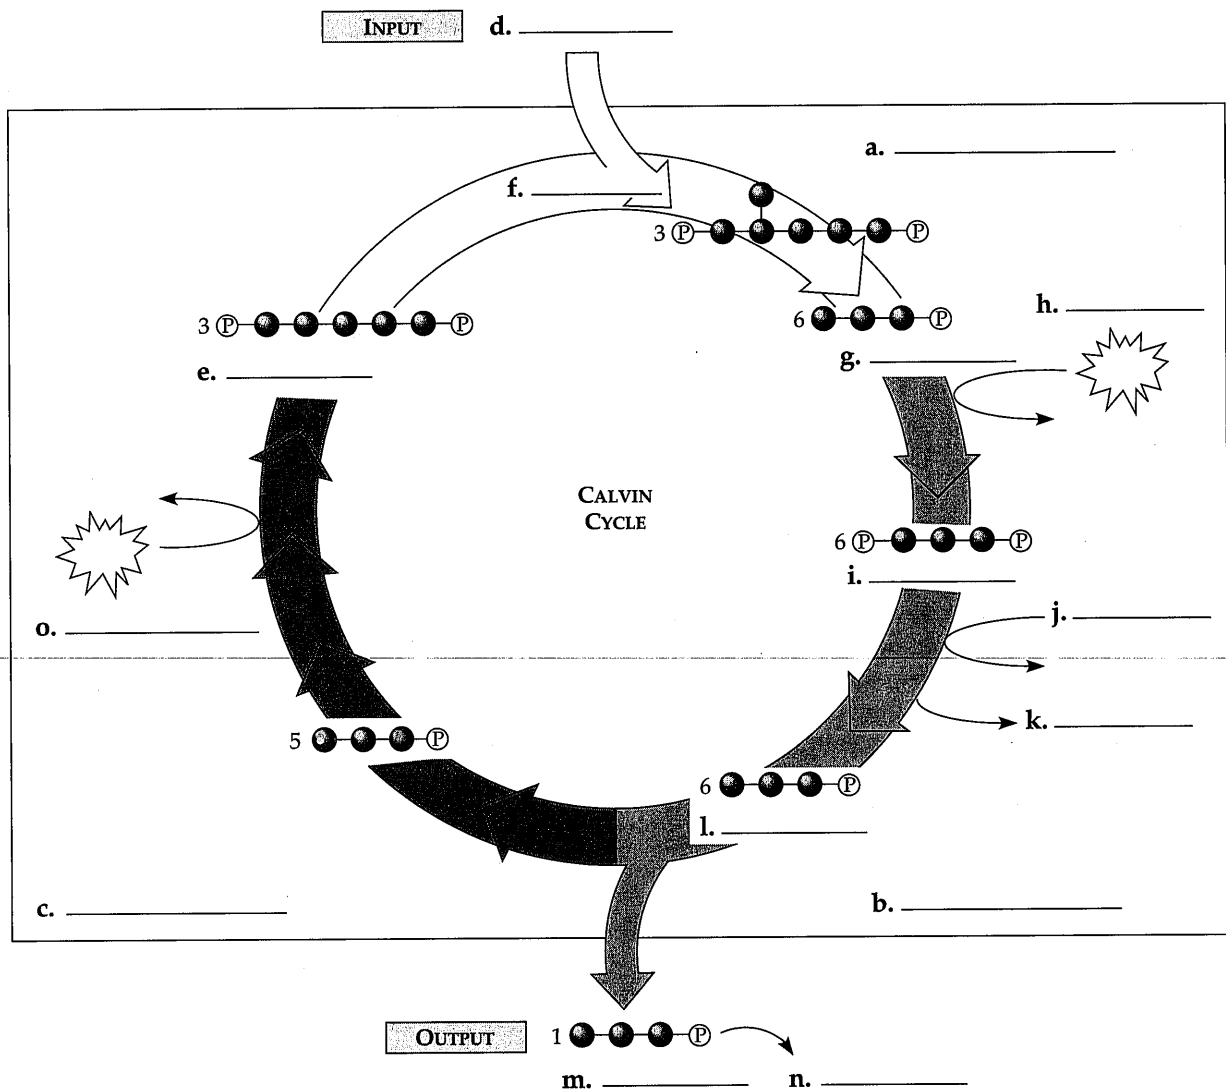 INPUT d.
a.
f.
3 P P
3 P P
6 P
h.
e.
g.
CALVIN
CYCLE
6 P P
i.
j.
o.
k.
5 P
6 P
l.
c.
b.
OUTPUT 1 P
m. n.